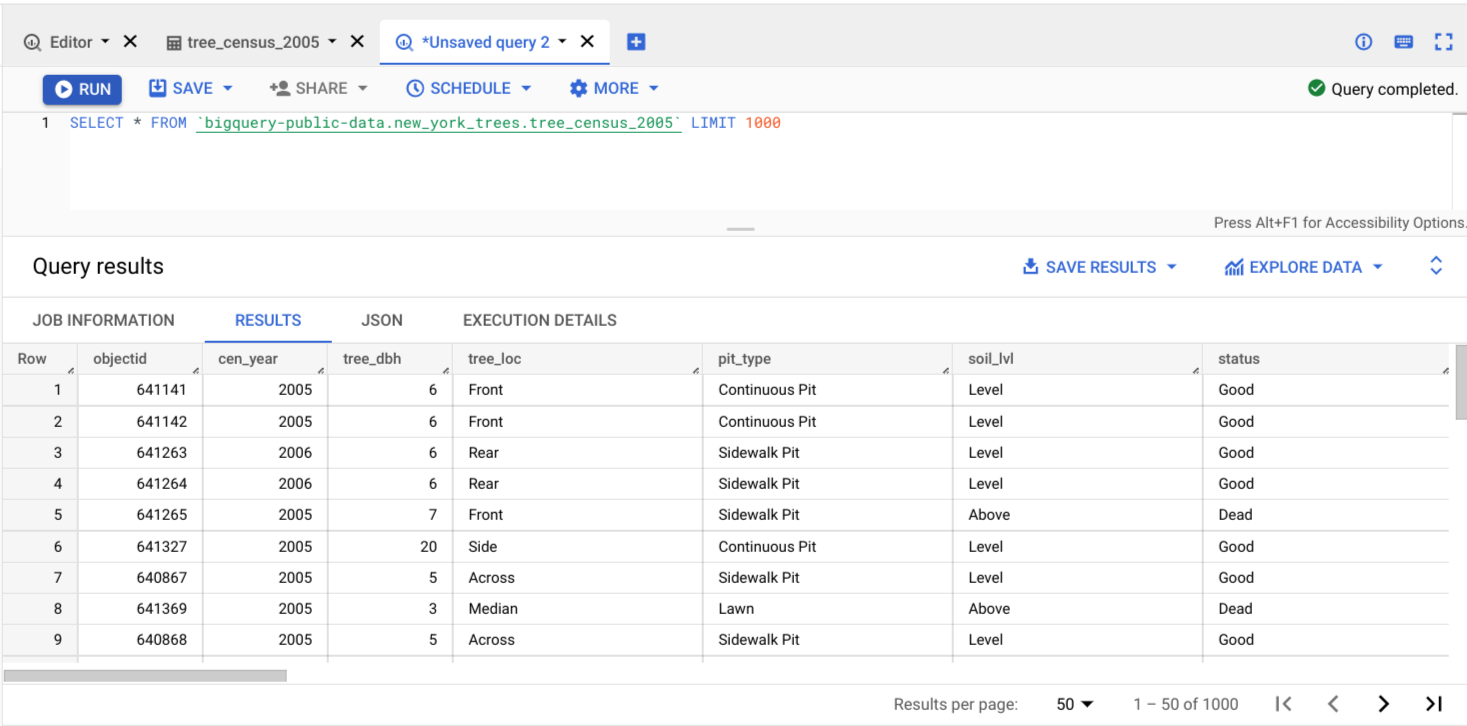 Editor tree_census_2005 *Unsaved query 2
RUN SAVE SHARE SCHEDULE MORE Query completed.
1 SELECT * FROM `bigquery-public-data.new_york_trees.tree_census_2005` LIMIT 1000
Press Alt+F1 for Accessibility Options.
Query results SAVE RESULTS EXPLORE DATA
JOB INFORMATION RESULTS JSON EXECUTION DETAILS
Row objectid cen_year tree_dbh tree_loc pit_type soil_lvl status
1 641141 2005 6 Front Continuous Pit Level Good
2 641142 2005 6 Front Continuous Pit Level Good
3 641263 2006 6 Rear Sidewalk Pit Level Good
4 641264 2006 6 Rear Sidewalk Pit Level Good
5 641265 2005 7 Front Sidewalk Pit Above Dead
6 641327 2005 20 Side Continuous Pit Level Good
7 640867 2005 5 Across Sidewalk Pit Level Good
8 641369 2005 3 Median Lawn Above Dead
9 640868 2005 5 Across Sidewalk Pit Level Good
Results per page: 50 1 – 50 of 1000